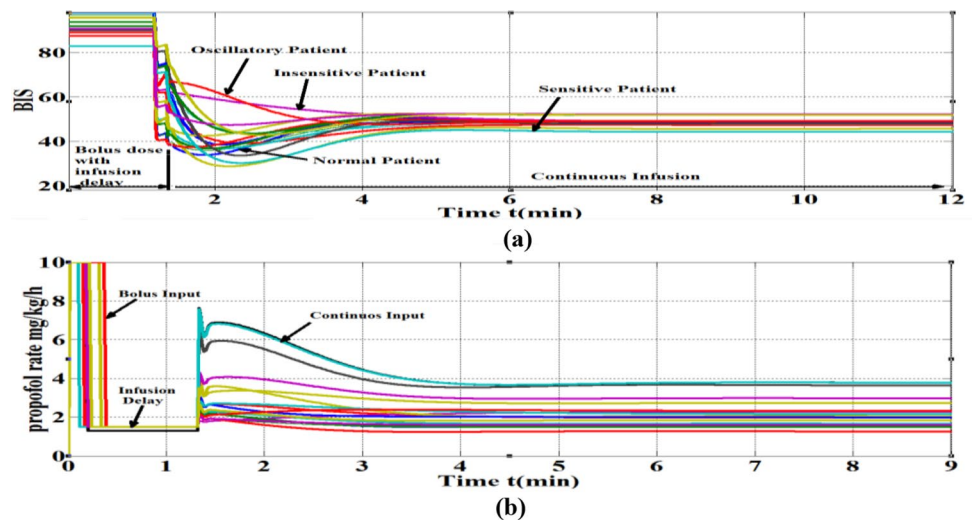 80
60
40
20
BIS
Oscillatory Patient
Insensitive Patient
Sensitive Patient
Normal Patient
Bolus dose with
infusion
delay
Continuous Infusion
2
4
6
8
10
12
Time t(min)
(a)
10
8
6
4
2
0
propofol rate mg/kg/h
Bolus Input
Continuos Input
Infusion
Delay
0
1
2
3
4
5
6
7
8
9
Time t(min)
(b)